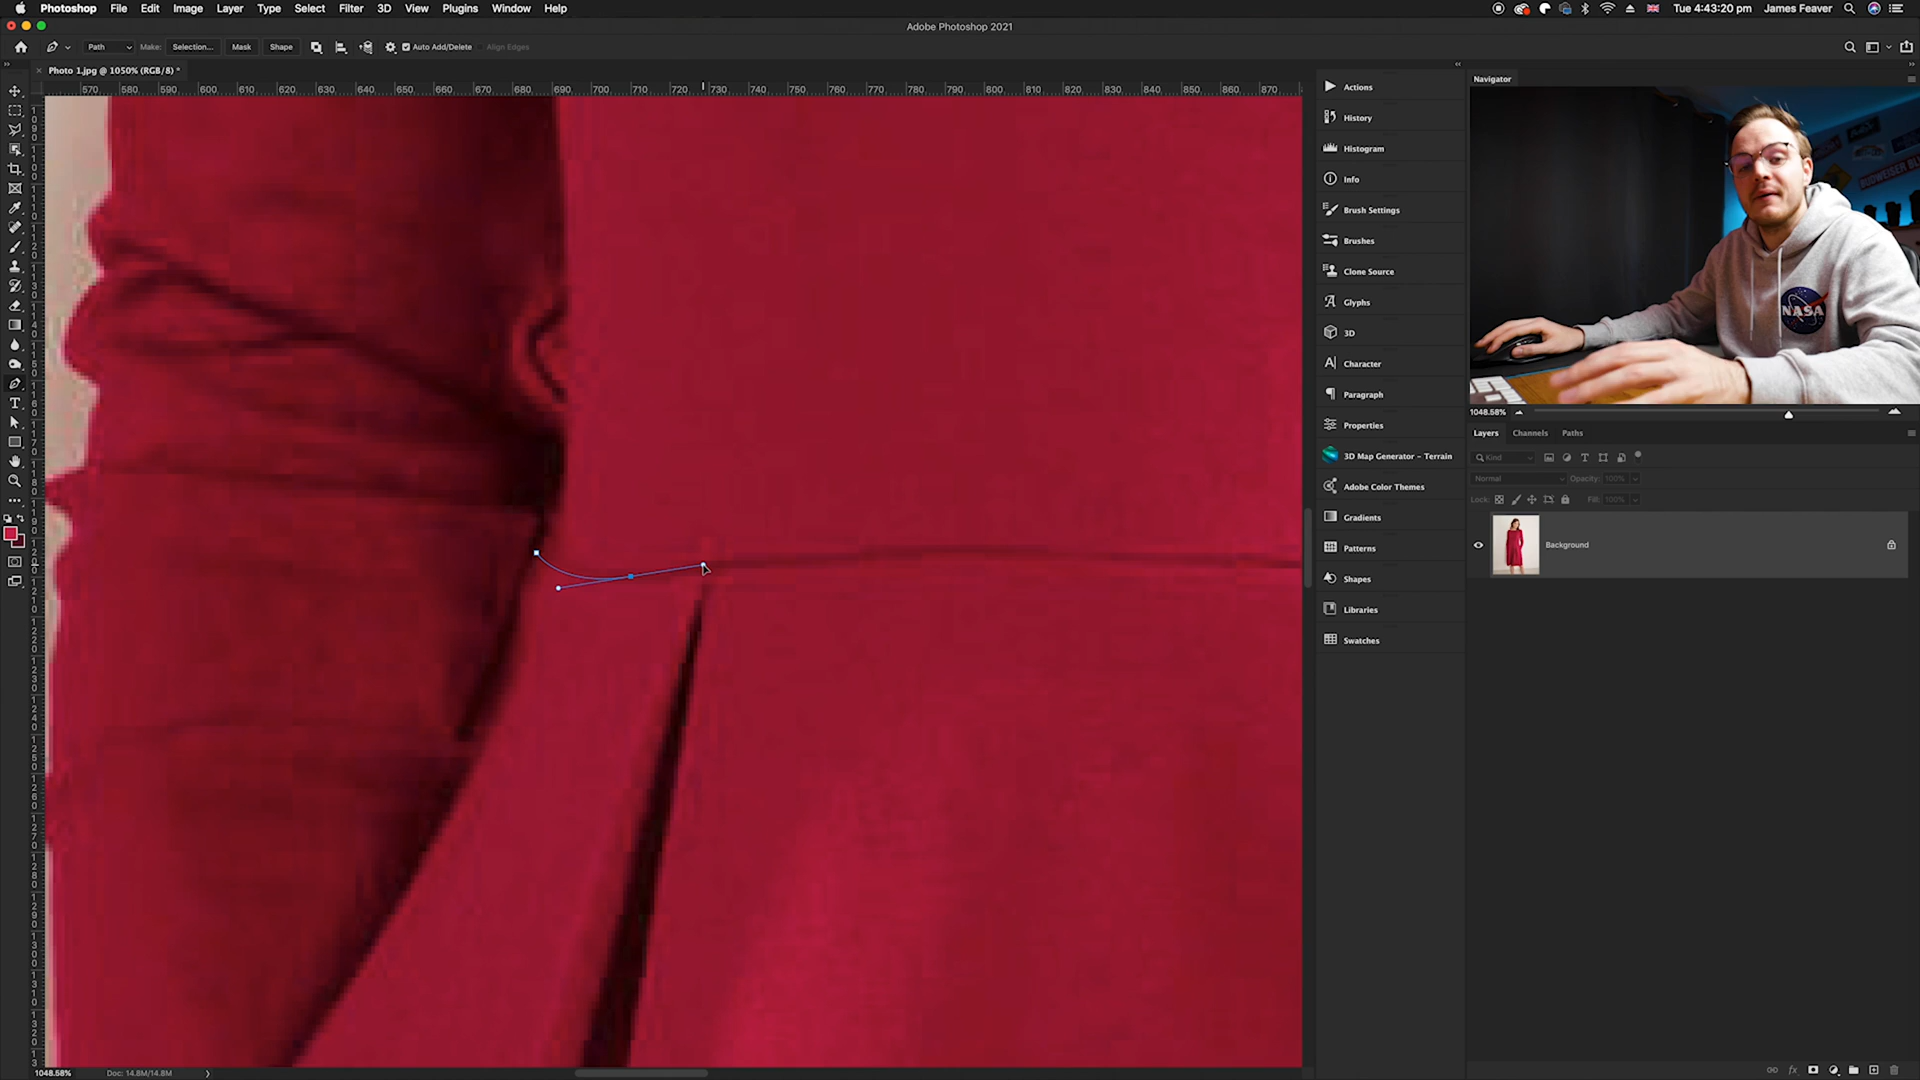 Photoshop File Edit Image Layer Type Select Filter 3D View Plugins Window Help Tue 4:43:20 pm James Feaver
Adobe Photoshop 2021
Path Make: Selection... Mask Shape Auto Add/Delete Align Edges
Photo 1.jpg @ 1050% (RGB/8) *
570 580 590 600 610 620 630 640 650 660 670 680 690 700 710 720 730 740 750 760 770 780 790 800 810 820 830 840 850 860 870
Actions
History
Histogram
Info
Brush Settings
Brushes
Clone Source
Glyphs
3D
Character
Paragraph
Properties
3D Map Generator – Terrain
Adobe Color Themes
Gradients
Patterns
Shapes
Libraries
Swatches
Navigator
BUDWEISER
NASA
1048.58%
Layers Channels Paths
Kind
Normal Opacity: 100%
Lock: Fill: 100%
Background
1048.58% Doc: 14.8M/14.8M